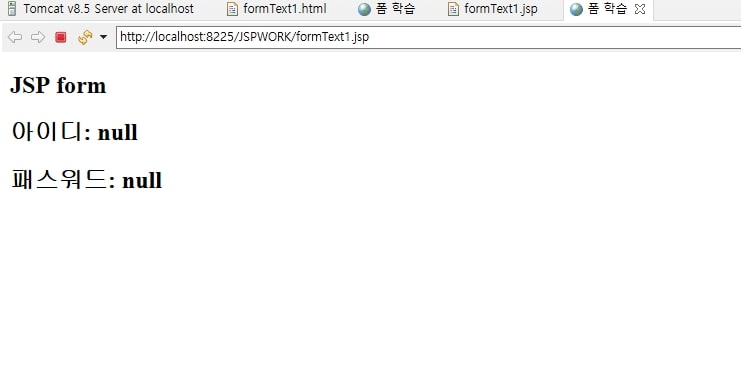 Tomcat v8.5 Server at localhost formText1.html 폼 학습 formText1.jsp 폼 학습
http://localhost:8225/JSPWORK/formText1.jsp
JSP form
아이디: null
패스워드: null